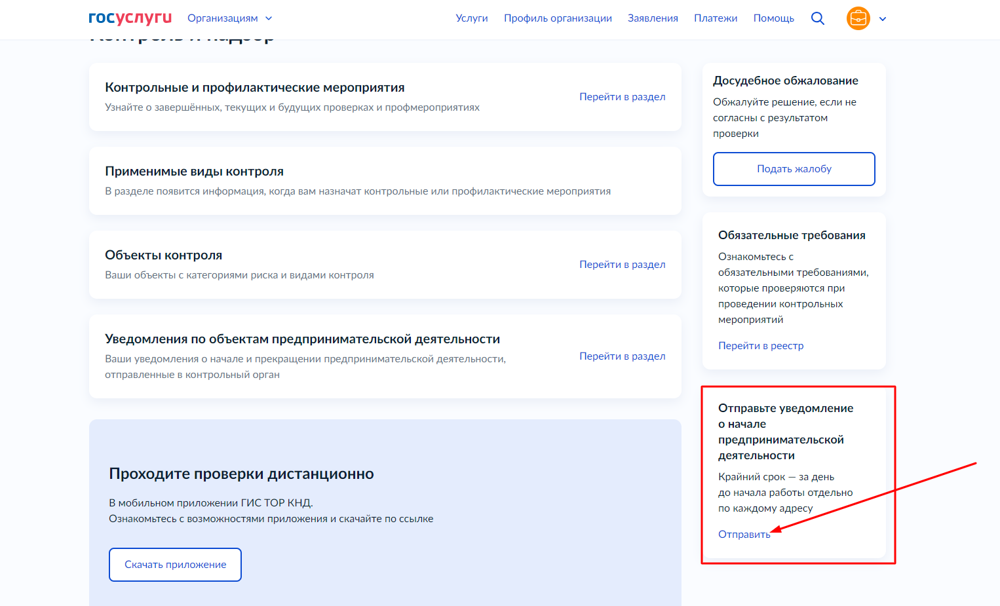 госуслуги Организациям Услуги Профиль организации Заявления Платежи Помощь
Контроль и надзор
Контрольные и профилактические мероприятия
Узнайте о завершённых, текущих и будущих проверках и профмероприятиях
Перейти в раздел
Применимые виды контроля
В разделе появится информация, когда вам назначат контрольные или профилактические мероприятия
Объекты контроля
Ваши объекты с категориями риска и видами контроля
Перейти в раздел
Уведомления по объектам предпринимательской деятельности
Ваши уведомления о начале и прекращении предпринимательской деятельности,
отправленные в контрольный орган
Перейти в раздел
Проходите проверки дистанционно
В мобильном приложении ГИС ТОР КНД.
Ознакомьтесь с возможностями приложения и скачайте по ссылке
Скачать приложение
Досудебное обжалование
Обжалуйте решение, если не
согласны с результатом
проверки
Подать жалобу
Обязательные требования
Ознакомьтесь с
обязательными требованиями,
которые проверяются при
проведении контрольных
мероприятий
Перейти в реестр
Отправьте уведомление
о начале
предпринимательской
деятельности
Крайний срок — за день
до начала работы отдельно
по каждому адресу
Отправить